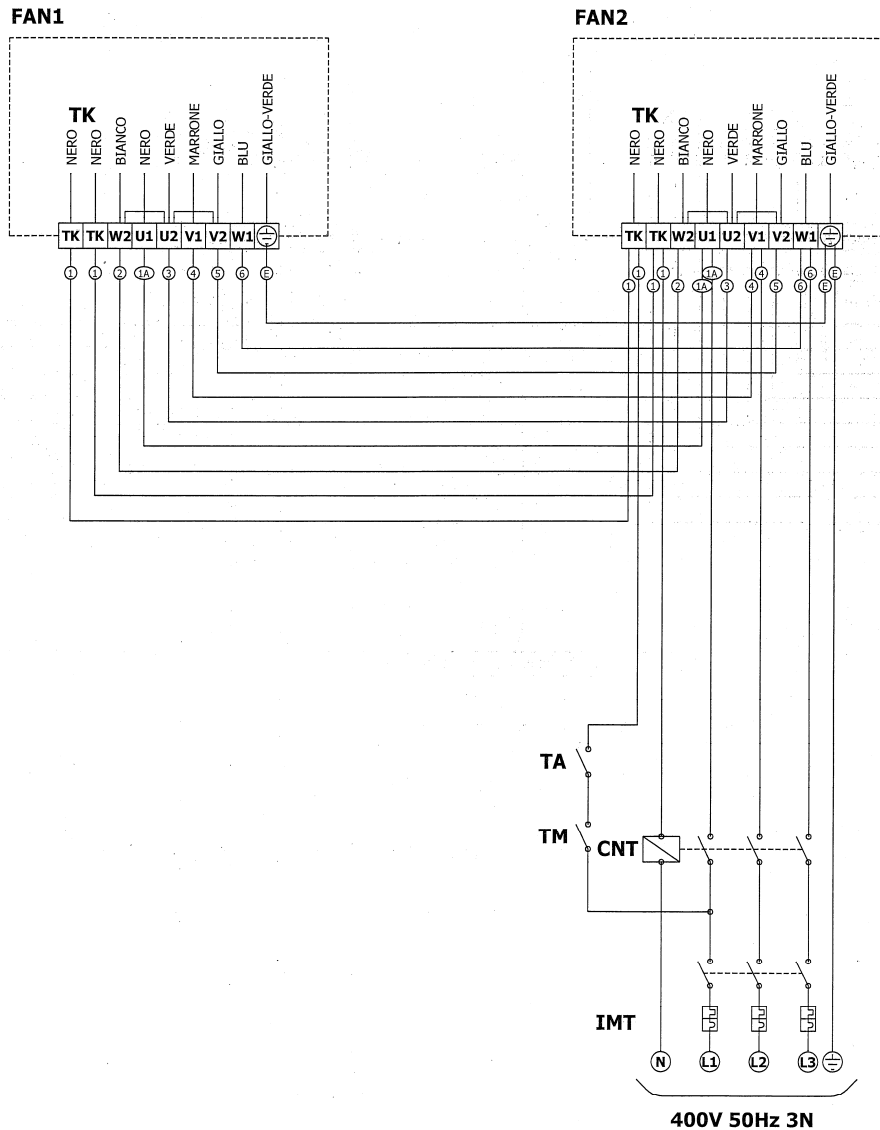 FAN1
FAN2
TK
NERO
NERO
BIANCO
NERO
VERDE
MARRONE
GIALLO
BLU
GIALLO-VERDE
TK
NERO
NERO
BIANCO
NERO
VERDE
MARRONE
GIALLO
BLU
GIALLO-VERDE
TK TK W2 U1 U2 V1 V2 W1
TK TK W2 U1 U2 V1 V2 W1
1 1 2 1A 3 4 5 6 E
1 1 1A 4 6 E
1 1 2 1A 3 4 5 6 E
TA
TM
CNT
IMT
N L1 L2 L3
400V 50Hz 3N